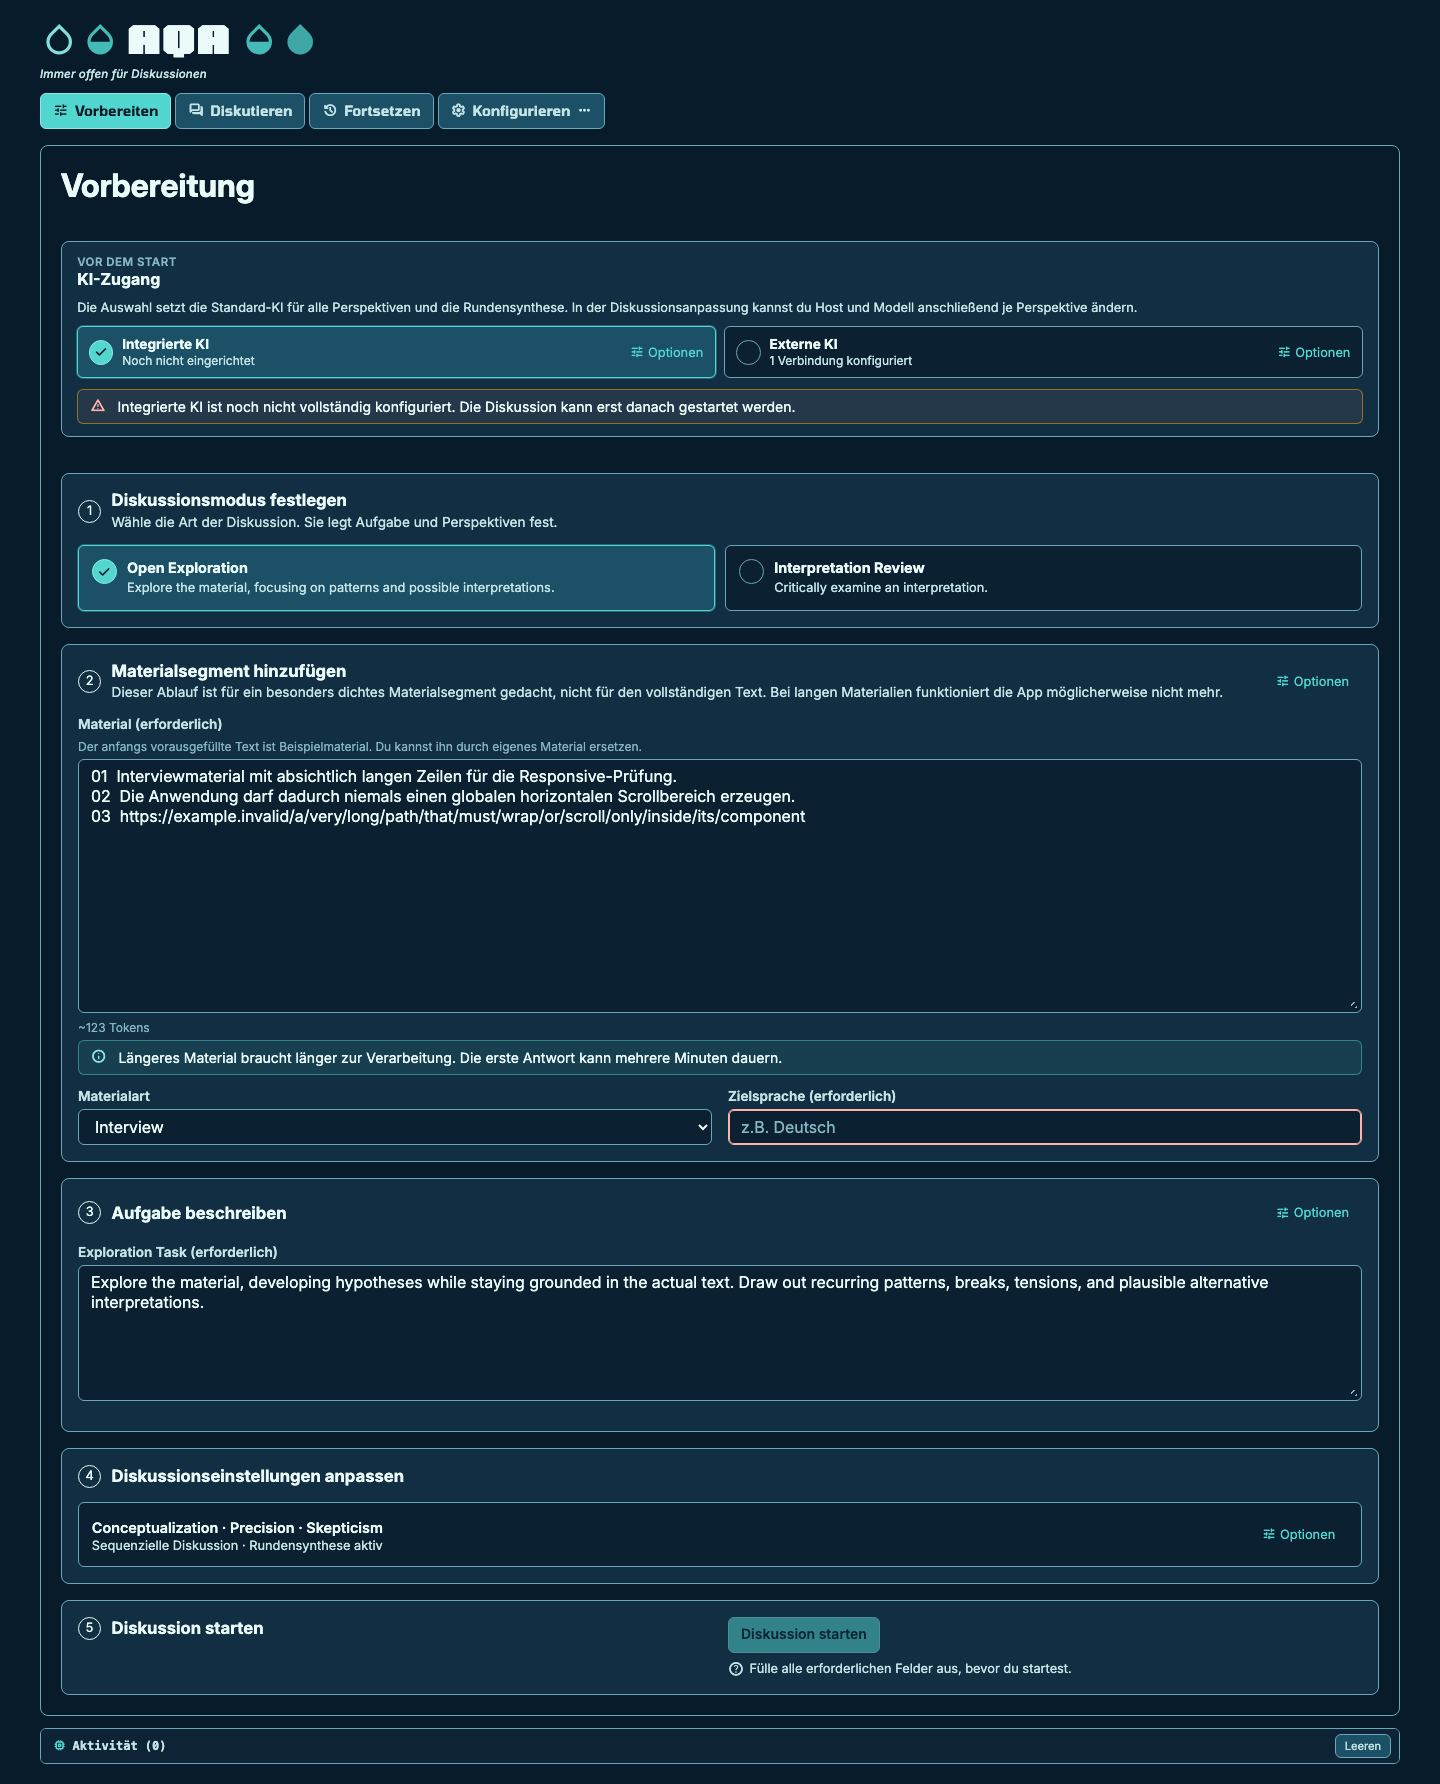 AQA
Immer offen für Diskussionen
Vorbereiten
Diskutieren
Fortsetzen
Konfigurieren ···
Vorbereitung
VOR DEM START
KI-Zugang
Die Auswahl setzt die Standard-KI für alle Perspektiven und die Rundensynthese. In der Diskussionsanpassung kannst du Host und Modell anschließend je Perspektive ändern.
Integrierte KI
Noch nicht eingerichtet
Optionen
Externe KI
1 Verbindung konfiguriert
Optionen
Integrierte KI ist noch nicht vollständig konfiguriert. Die Diskussion kann erst danach gestartet werden.
1
Diskussionsmodus festlegen
Wähle die Art der Diskussion. Sie legt Aufgabe und Perspektiven fest.
Open Exploration
Explore the material, focusing on patterns and possible interpretations.
Interpretation Review
Critically examine an interpretation.
2
Materialsegment hinzufügen
Dieser Ablauf ist für ein besonders dichtes Materialsegment gedacht, nicht für den vollständigen Text. Bei langen Materialien funktioniert die App möglicherweise nicht mehr.
Optionen
Material (erforderlich)
Der anfangs vorausgefüllte Text ist Beispielmaterial. Du kannst ihn durch eigenes Material ersetzen.
01 Interviewmaterial mit absichtlich langen Zeilen für die Responsive-Prüfung.
02 Die Anwendung darf dadurch niemals einen globalen horizontalen Scrollbereich erzeugen.
03 https://example.invalid/a/very/long/path/that/must/wrap/or/scroll/only/inside/its/component
~123 Tokens
Längeres Material braucht länger zur Verarbeitung. Die erste Antwort kann mehrere Minuten dauern.
Materialart
Interview
Zielsprache (erforderlich)
z.B. Deutsch
3
Aufgabe beschreiben
Optionen
Exploration Task (erforderlich)
Explore the material, developing hypotheses while staying grounded in the actual text. Draw out recurring patterns, breaks, tensions, and plausible alternative
interpretations.
4
Diskussionseinstellungen anpassen
Conceptualization · Precision · Skepticism
Sequenzielle Diskussion · Rundensynthese aktiv
Optionen
5
Diskussion starten
Diskussion starten
Fülle alle erforderlichen Felder aus, bevor du startest.
Aktivität (0)
Leeren